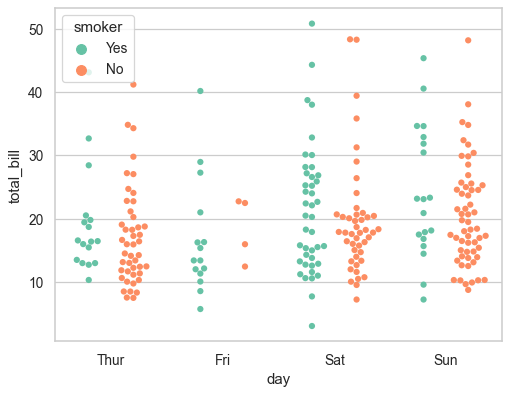 smoker
Yes
No
50
40
30
20
10
total_bill
Thur
Fri
Sat
Sun
day